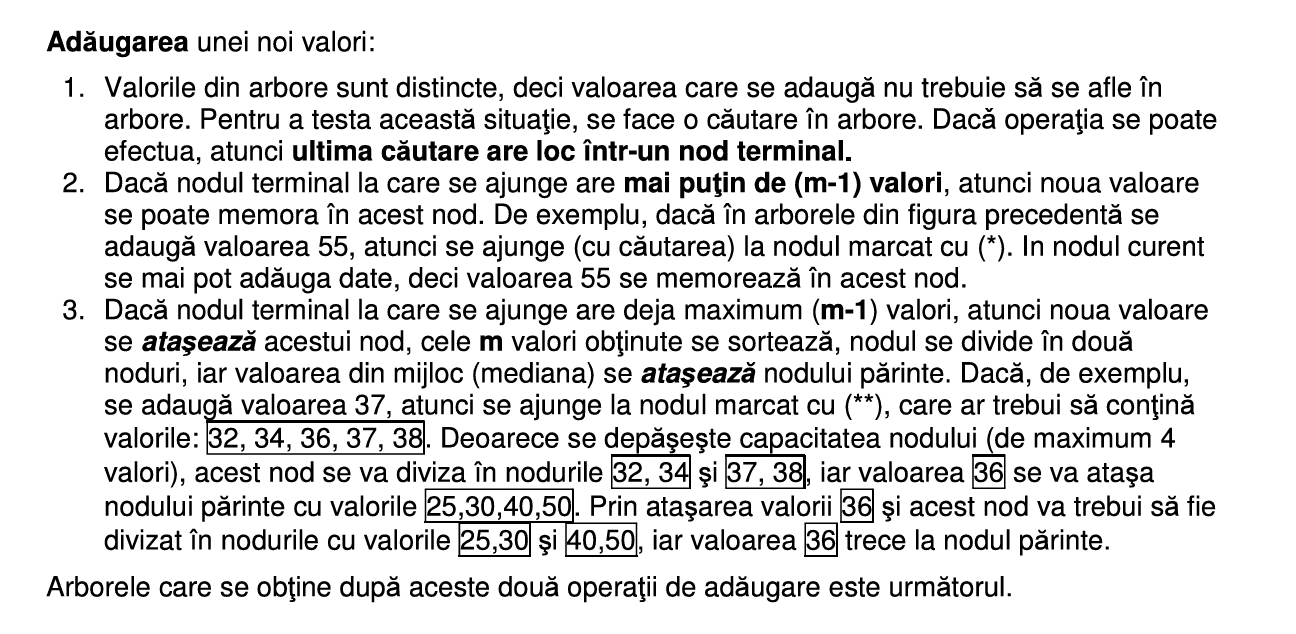 Adăugarea unei noi valori:
1. Valorile din arbore sunt distincte, deci valoarea care se adaugă nu trebuie să se afle în
arbore. Pentru a testa această situaţie, se face o căutare în arbore. Dacă operaţia se poate
efectua, atunci ultima căutare are loc într-un nod terminal.
2. Dacă nodul terminal la care se ajunge are mai puţin de (m-1) valori, atunci noua valoare
se poate memora în acest nod. De exemplu, dacă în arborele din figura precedentă se
adaugă valoarea 55, atunci se ajunge (cu căutarea) la nodul marcat cu (*). In nodul curent
se mai pot adăuga date, deci valoarea 55 se memorează în acest nod.
3. Dacă nodul terminal la care se ajunge are deja maximum (m-1) valori, atunci noua valoare
se ataşează acestui nod, cele m valori obţinute se sortează, nodul se divide în două
noduri, iar valoarea din mijloc (mediana) se ataşează nodului părinte. Dacă, de exemplu,
se adaugă valoarea 37, atunci se ajunge la nodul marcat cu (**), care ar trebui să conţină
valorile: 32, 34, 36, 37, 38. Deoarece se depăşeşte capacitatea nodului (de maximum 4
valori), acest nod se va diviza în nodurile 32, 34 şi 37, 38, iar valoarea 36 se va ataşa
nodului părinte cu valorile 25,30,40,50. Prin ataşarea valorii 36 şi acest nod va trebui să fie
divizat în nodurile cu valorile 25,30 şi 40,50, iar valoarea 36 trece la nodul părinte.
Arborele care se obţine după aceste două operaţii de adăugare este următorul.